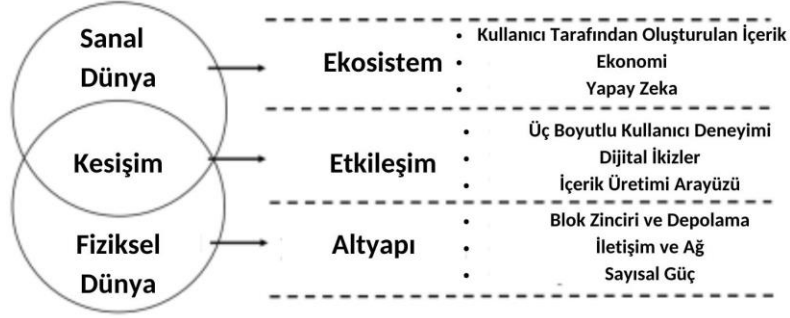 Sanal
Dünya
Kesişim
Fiziksel
Dünya
Ekosistem
• Kullanıcı Tarafından Oluşturulan İçerik
• Ekonomi
• Yapay Zeka
Etkileşim
• Üç Boyutlu Kullanıcı Deneyimi
• Dijital İkizler
• İçerik Üretimi Arayüzü
Altyapı
• Blok Zinciri ve Depolama
• İletişim ve Ağ
• Sayısal Güç